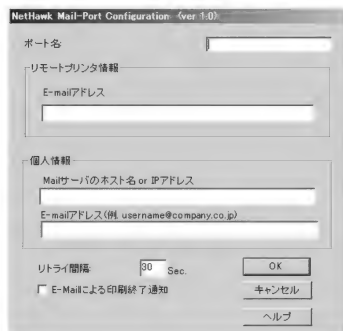 NetHawk Mail-Port Configuration (ver 1.0)
ポート名
リモートプリンタ情報
E-mailアドレス
個人情報
Mailサーバのホスト名 or IPアドレス
E-mailアドレス(例. username@company.co.jp)
リトライ間隔: 30 Sec.
OK
E-Mailによる印刷終了通知
キャンセル
ヘルプ